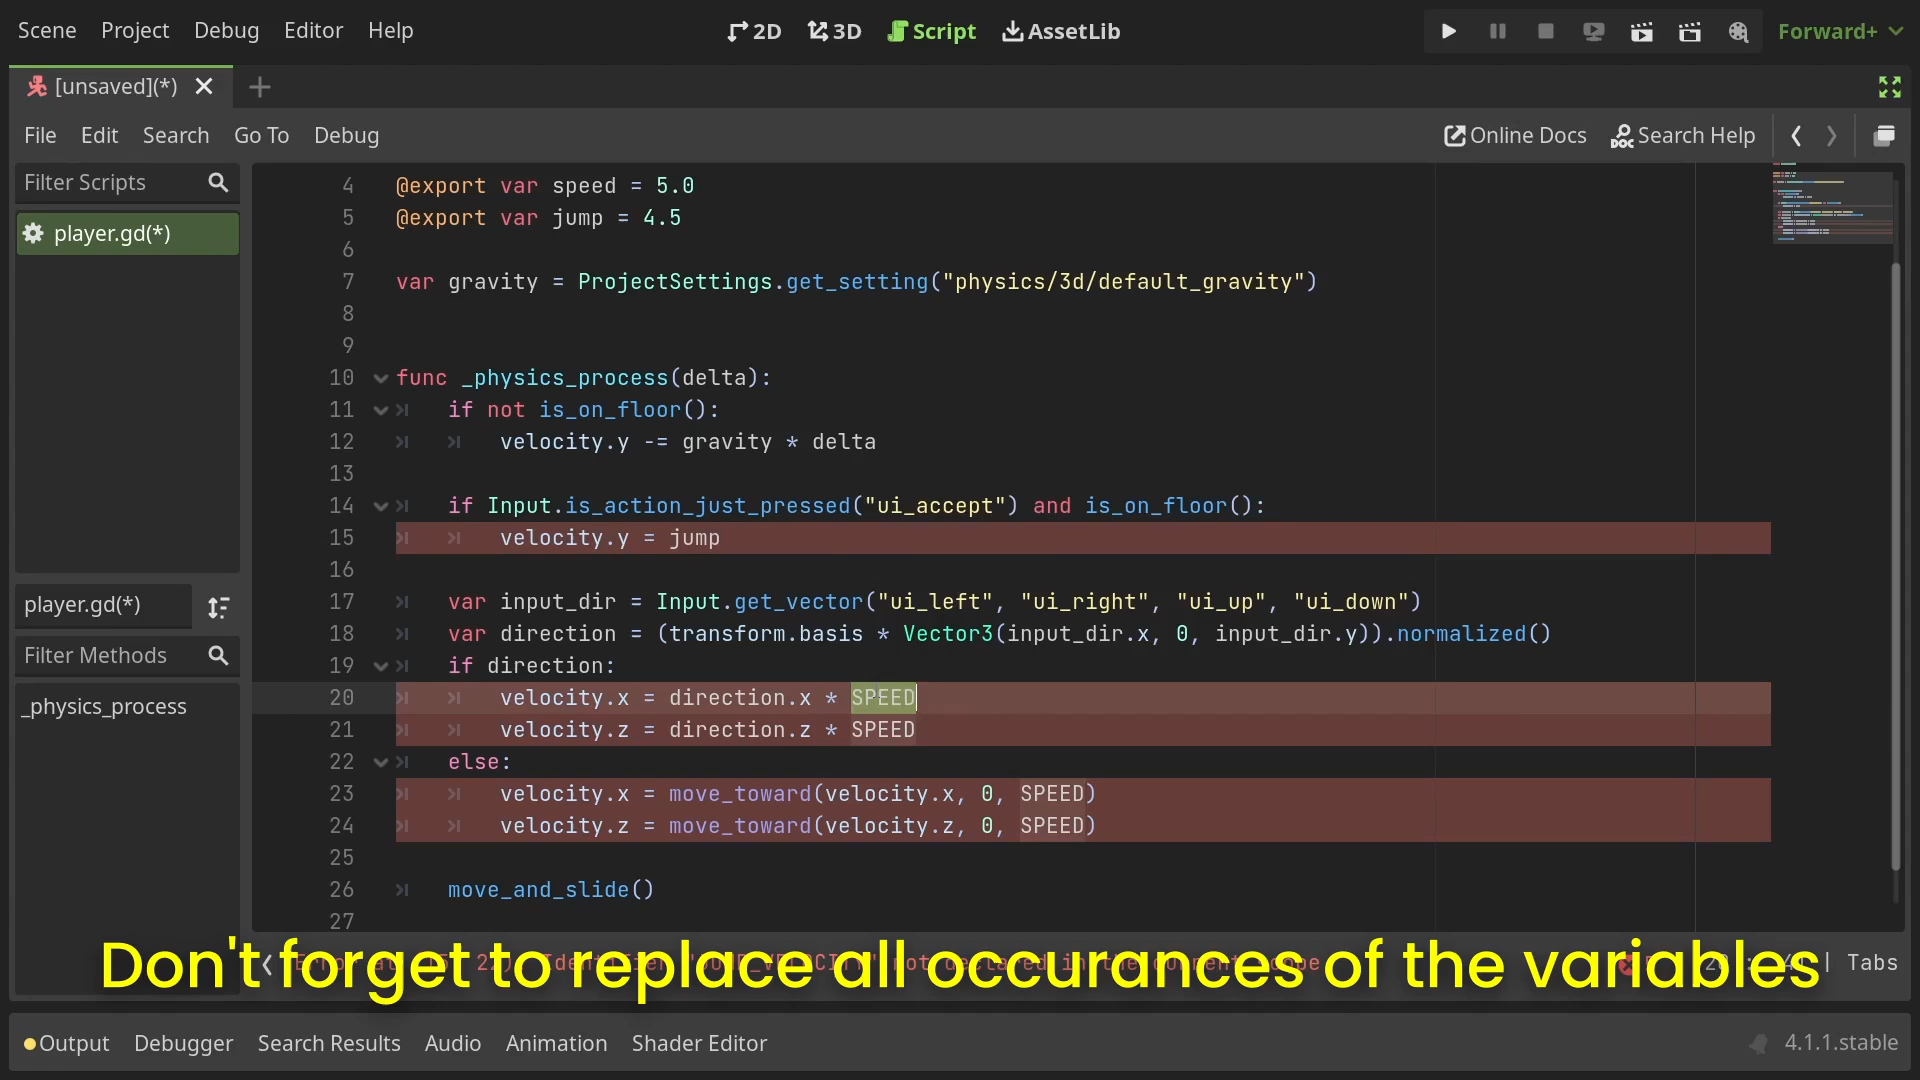 Scene Project Debug Editor Help 2D 3D Script AssetLib Forward+
[unsaved](*)
File Edit Search Go To Debug Online Docs Search Help
Filter Scripts
player.gd(*)
player.gd(*)
Filter Methods
_physics_process
4 @export var speed = 5.0
5 @export var jump = 4.5
6
7 var gravity = ProjectSettings.get_setting("physics/3d/default_gravity")
8
9
10 func _physics_process(delta):
11 if not is_on_floor():
12 velocity.y -= gravity * delta
13
14 if Input.is_action_just_pressed("ui_accept") and is_on_floor():
15 velocity.y = jump
16
17 var input_dir = Input.get_vector("ui_left", "ui_right", "ui_up", "ui_down")
18 var direction = (transform.basis * Vector3(input_dir.x, 0, input_dir.y)).normalized()
19 if direction:
20 velocity.x = direction.x * SPEED
21 velocity.z = direction.z * SPEED
22 else:
23 velocity.x = move_toward(velocity.x, 0, SPEED)
24 velocity.z = move_toward(velocity.z, 0, SPEED)
25
26 move_and_slide()
27
Don't forget to replace all occurances of the variables
| Tabs
Output Debugger Search Results Audio Animation Shader Editor 4.1.1.stable